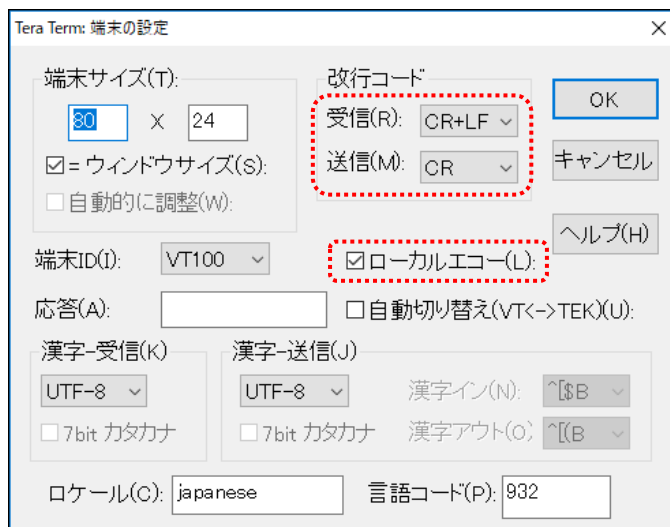 Tera Term: 端末の設定
端末サイズ(T):
80 X 24
=ウィンドウサイズ(S):
自動的に調整(W):
改行コード
受信(R): CR+LF
送信(M): CR
OK
キャンセル
ヘルプ(H)
端末ID(I): VT100
ローカルエコー(L):
応答(A):
自動切り替え(VT<->TEK)(U):
漢字-受信(K)
UTF-8
7bit カタカナ
漢字-送信(J)
UTF-8
7bit カタカナ
漢字イン(N): ^[$B
漢字アウト(O) ^[(B
ロケール(C): japanese
言語コード(P): 932